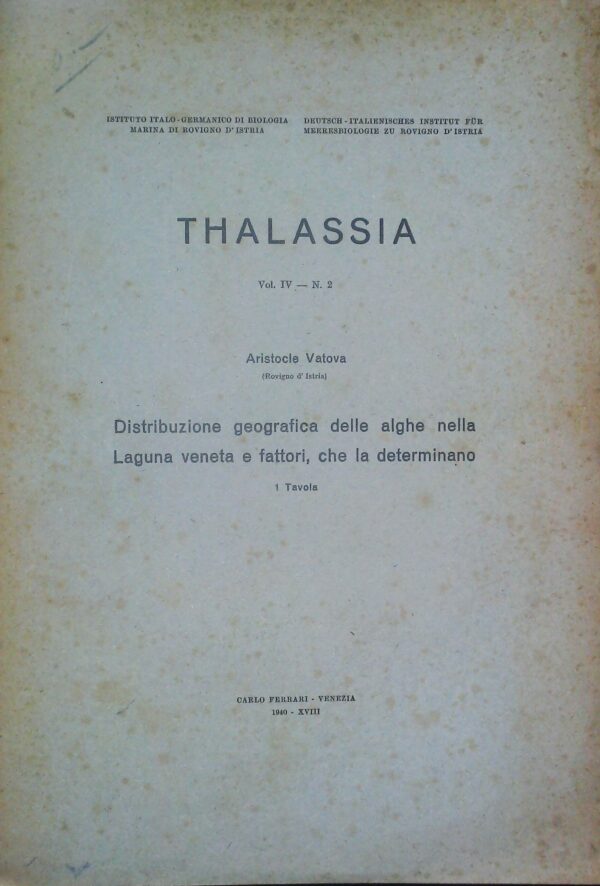 ISTITUTO ITALO-GERMANICO DI BIOLOGIA
MARINA DI ROVIGNO D'ISTRIA
DEUTSCH-ITALIENISCHES INSTITUT FÜR
MEERESBIOLOGIE ZU ROVIGNO D'ISTRIA
THALASSIA
Vol. IV — N. 2
Aristocle Vatova
(Rovigno d' Istria)
Distribuzione geografica delle alghe nella
Laguna veneta e fattori, che la determinano
1 Tavola
CARLO FERRARI - VENEZIA
1940 - XVIII